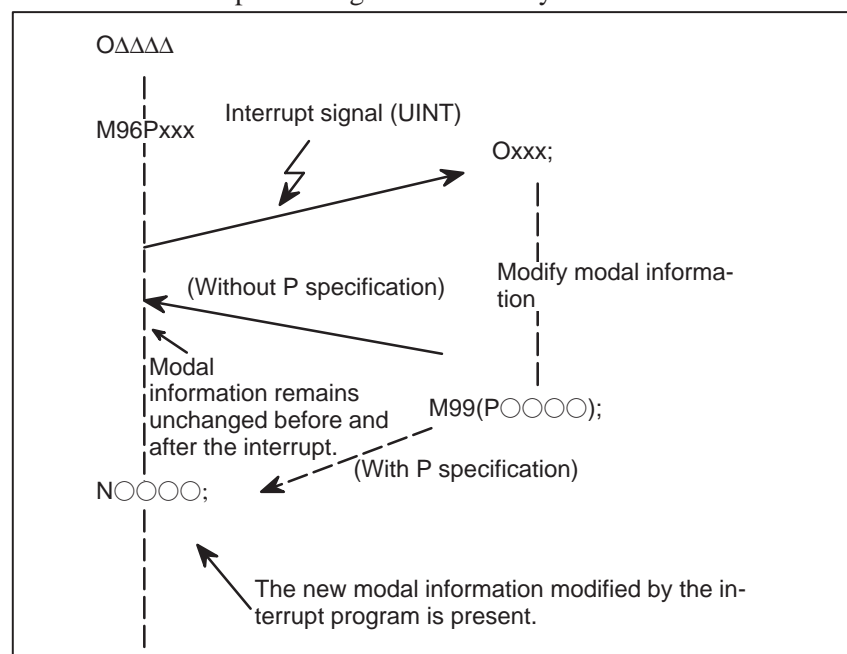 OΔΔΔΔ
Interrupt signal (UINT)
M96Pxxx
Oxxx;
Modify modal informa-
tion
(Without P specification)
Modal
information remains
unchanged before and
after the interrupt.
M99(P○○○○);
(With P specification)
N○○○○;
The new modal information modified by the in-
terrupt program is present.